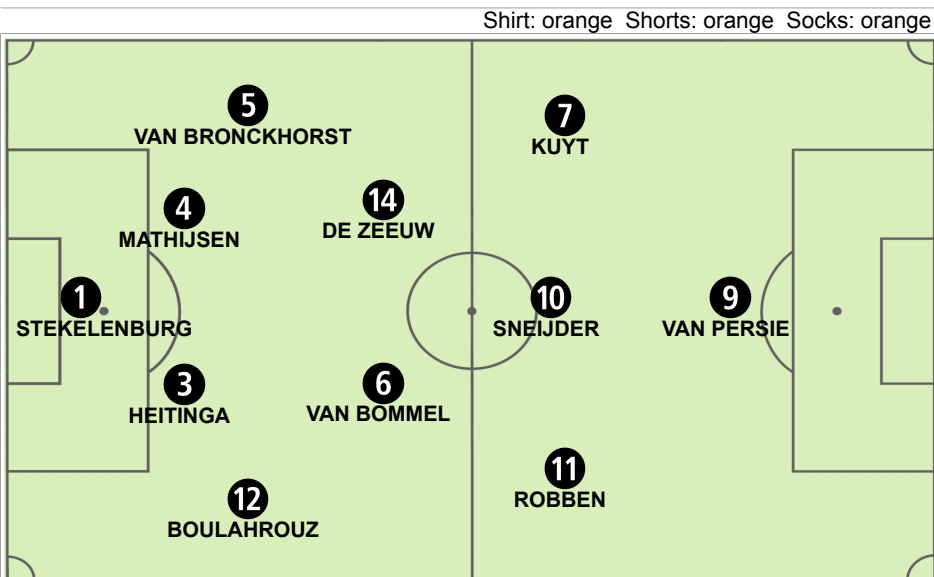 Shirt: orange Shorts: orange Socks: orange
5
VAN BRONCKHORST
7
KUYT
4
MATHIJSEN
14
DE ZEEUW
1
STEKELENBURG
10
SNEIJDER
9
VAN PERSIE
3
HEITINGA
6
VAN BOMMEL
11
ROBBEN
12
BOULAHROUZ